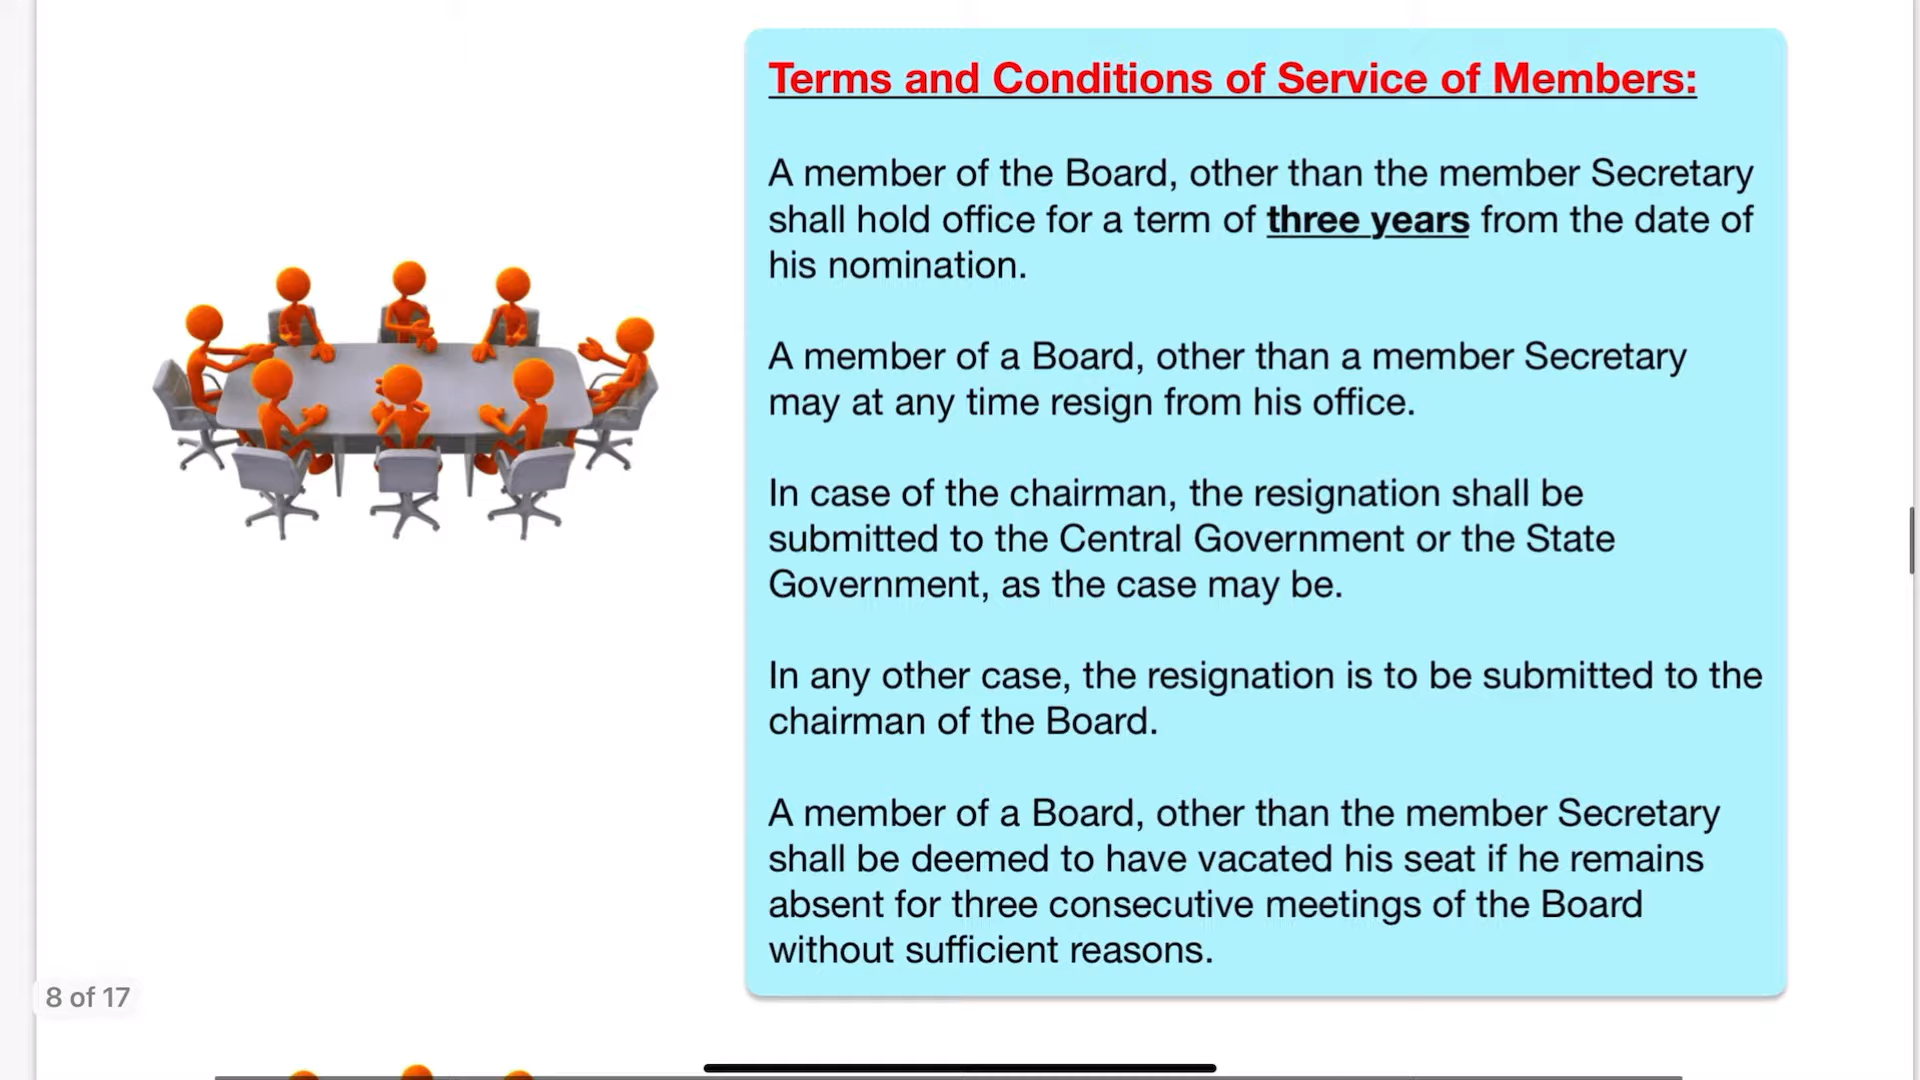 Terms and Conditions of Service of Members:
A member of the Board, other than the member Secretary
shall hold office for a term of three years from the date of
his nomination.
A member of a Board, other than a member Secretary
may at any time resign from his office.
In case of the chairman, the resignation shall be
submitted to the Central Government or the State
Government, as the case may be.
In any other case, the resignation is to be submitted to the
chairman of the Board.
A member of a Board, other than the member Secretary
shall be deemed to have vacated his seat if he remains
absent for three consecutive meetings of the Board
without sufficient reasons.
8 of 17